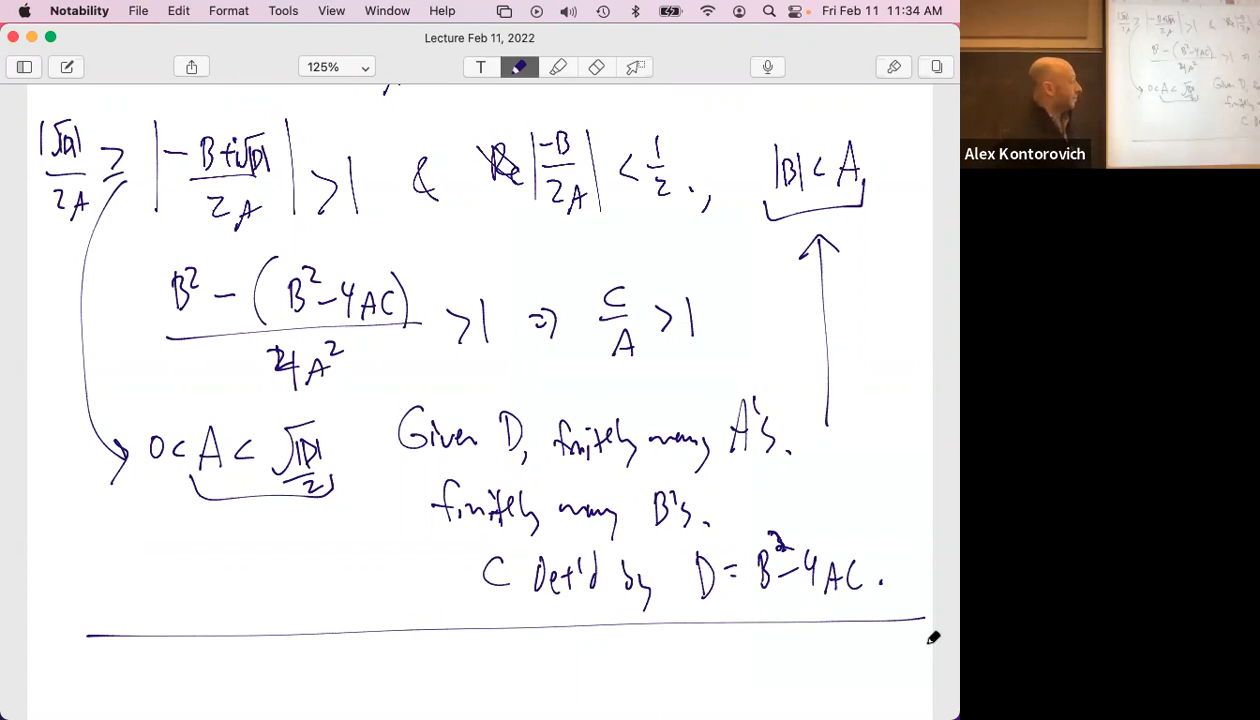 Notability File Edit Format Tools View Window Help Fri Feb 11 11:34 AM
Lecture Feb 11, 2022
125% T
|√D|/2A ≥ |-B+i√|D|/2A| > 1 & |-B/2A| < 1/2 ., |B| < A,
B² - (B² - 4AC)/4A² > 1 ⇒ C/A > 1
0 < A < √|D|/2 Given D, finitely many A's.
finitely many B's.
C Det'd by D = B² - 4AC.
Alex Kontorovich